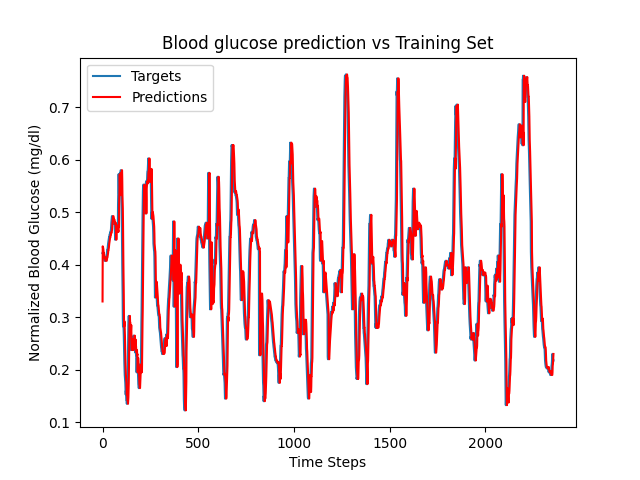 Blood glucose prediction vs Training Set
Targets
Predictions
Normalized Blood Glucose (mg/dl)
0.7
0.6
0.5
0.4
0.3
0.2
0.1
0
500
1000
1500
2000
Time Steps